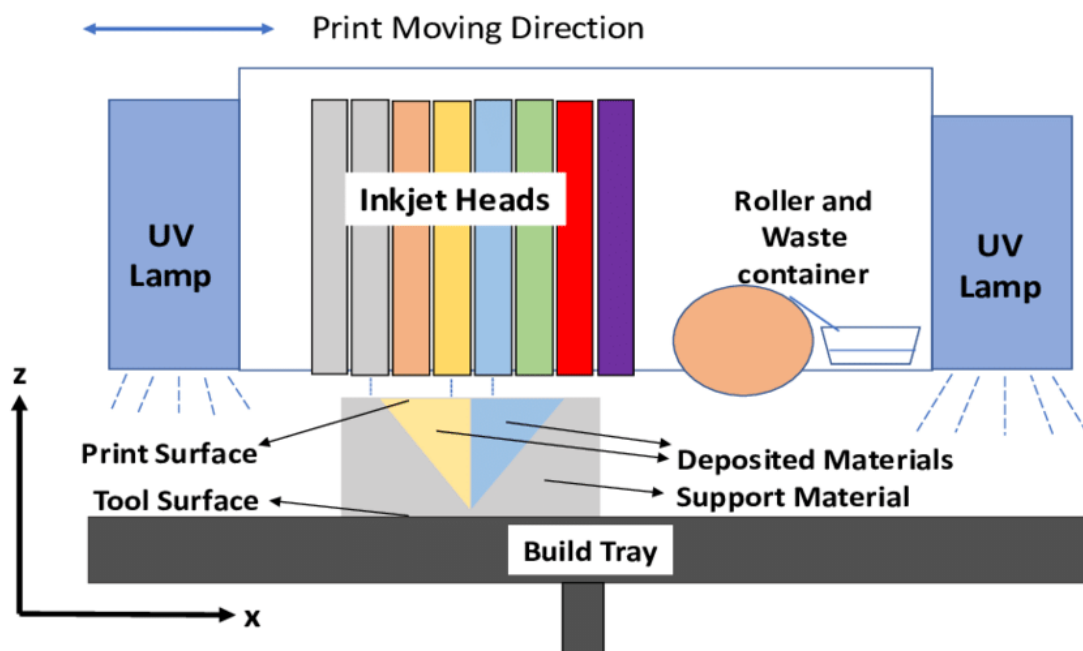 Print Moving Direction
Inkjet Heads
UV
Lamp
Roller and
Waste
container
UV
Lamp
z
Print Surface
Tool Surface
Deposited Materials
Support Material
Build Tray
x